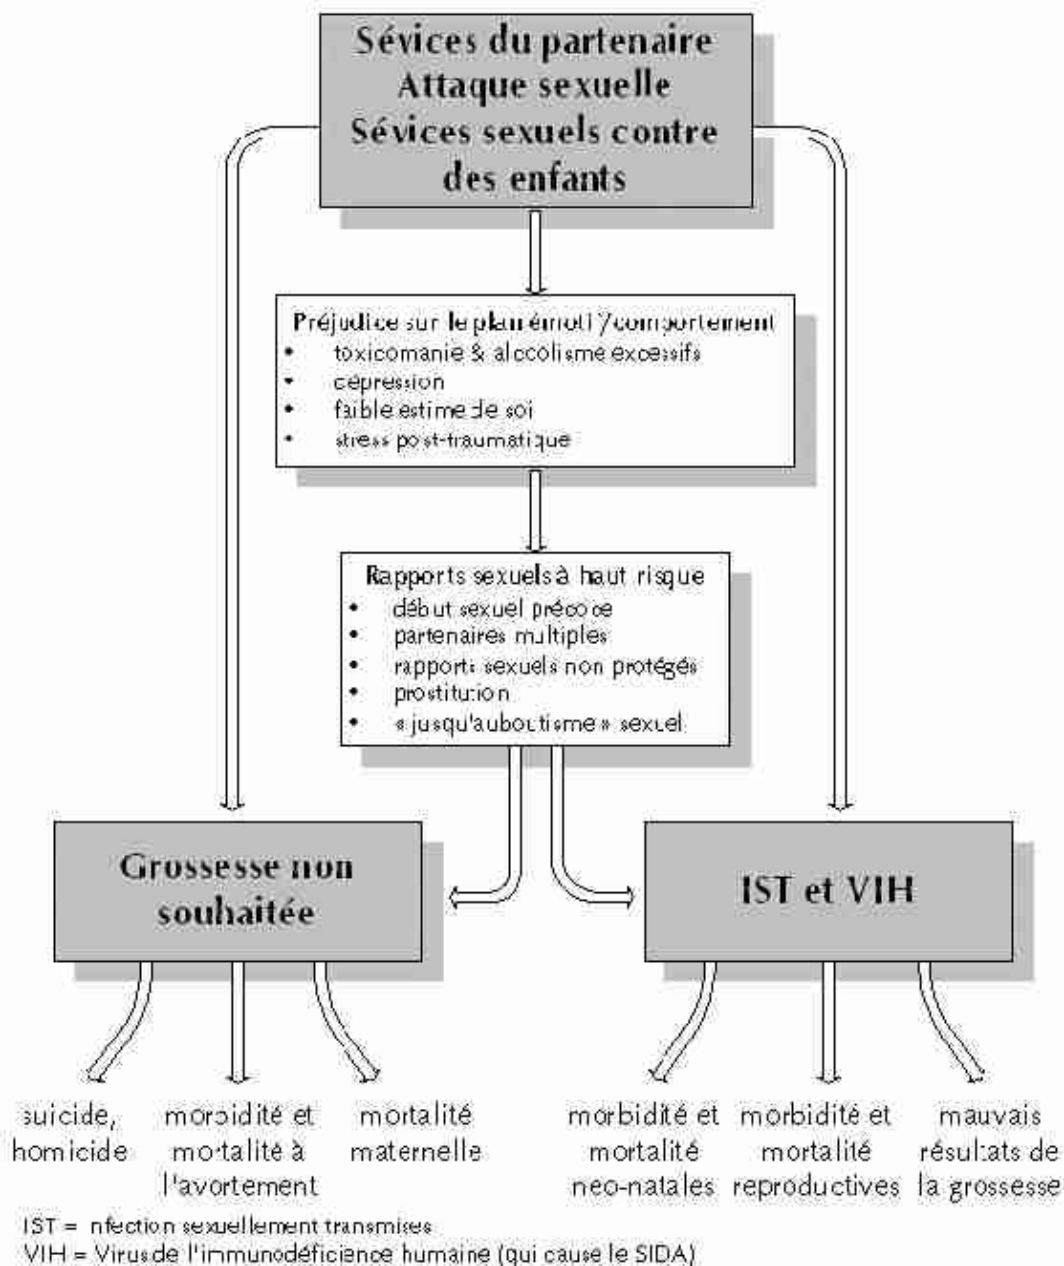 Sévices du partenaire
Attaque sexuelle
Sévices sexuels contre
des enfants
Préjudice sur le plan émoti'/comportement
• toxicomanie & alcoolisme excessifs
• dépression
• faible estime de soi
• stress post-traumatique
Rapports sexuels à haut risque
• début sexuel précoce
• partenaires multiples
• rapports sexuels non protégés
• prostitution
• « jusqu'auboutisme » sexuel
Grossesse non
souhaitée
IST et VIH
suicide,
homicide
morbidité et
mortalité à
l'avortement
mortalité
maternelle
morbidité et
mortalité
neo-natales
morbidité et
mortalité
reproductives
mauvais
résultats de
la grossesse
IST = nfection sexuellement transmises
VIH = Virus de l'immunodéficience humaine (qui cause le SIDA)